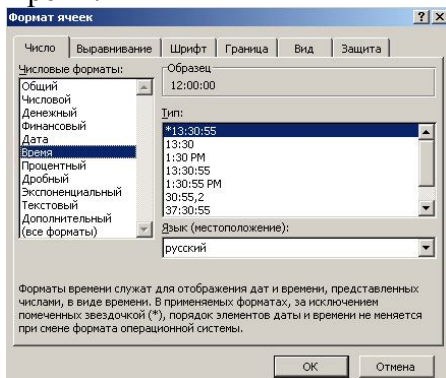 Формат ячеек
Число Выравнивание Шрифт Граница Вид Защита
Числовые форматы:
Общий
Числовой
Денежный
Финансовый
Дата
Время
Процентный
Дробный
Экспоненциальный
Текстовый
Дополнительный
(все форматы)
Образец
12:00:00
Тип:
*13:30:55
13:30
1:30 PM
13:30:55
1:30:55 PM
30:55,2
37:30:55
Язык (местоположение):
русский
Форматы времени служат для отображения дат и времени, представленных
числами, в виде времени. В применяемых форматах, за исключением
помеченных звездочкой (*), порядок элементов даты и времени не меняется
при смене формата операционной системы.
OK Отмена